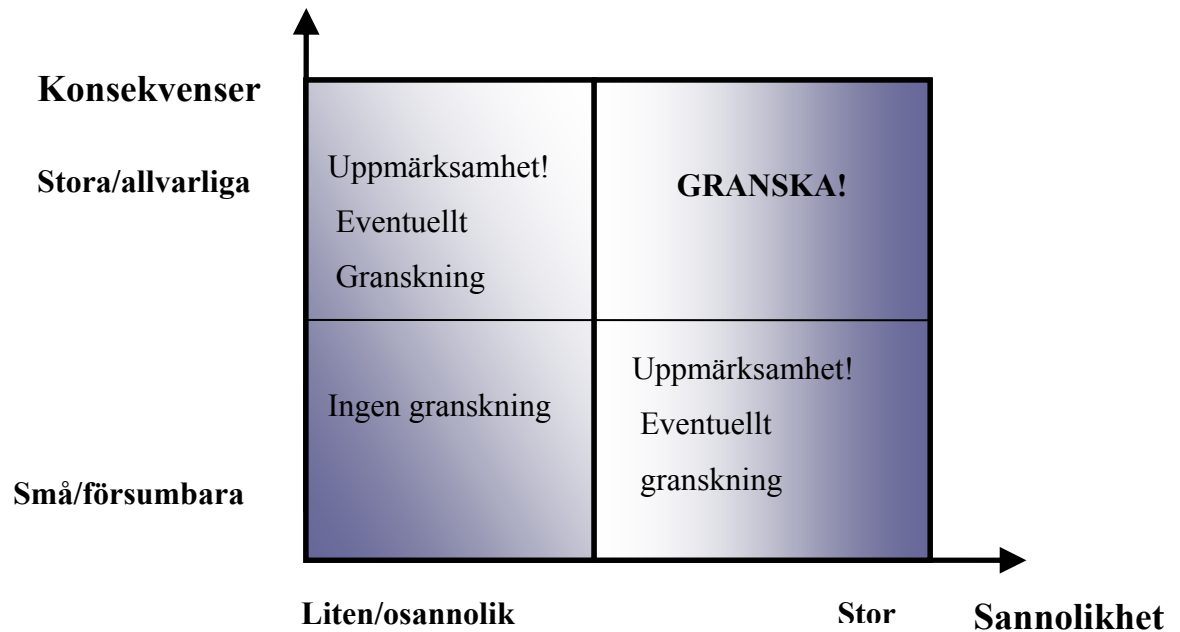 Konsekvenser
Stora/allvarliga
Uppmärksamhet!
Eventuellt
Granskning
GRANSKA!
Ingen granskning
Uppmärksamhet!
Eventuellt
granskning
Små/försumbara
Liten/osannolik
Stor
Sannolikhet